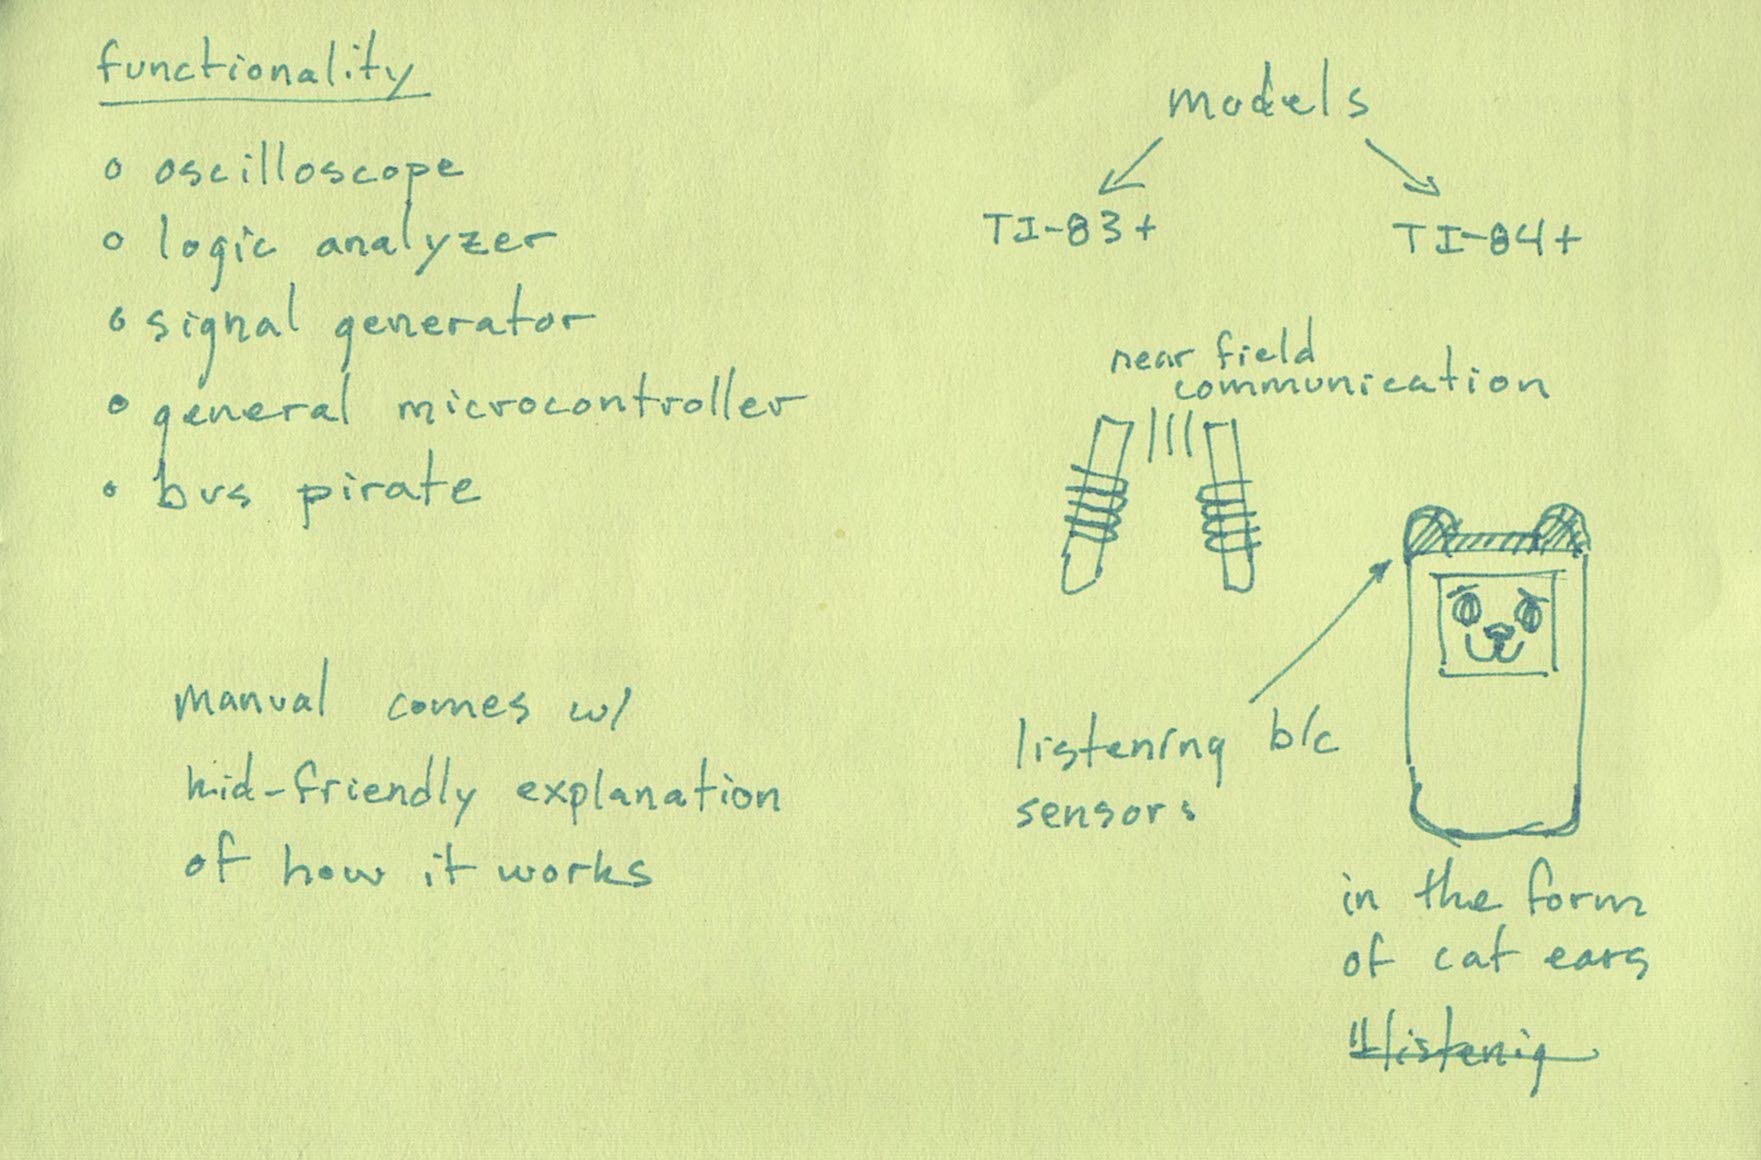 functionality
o oscilloscope
o logic analyzer
o signal generator
o general microcontroller
o bus pirate
manual comes w/
kid-friendly explanation
of how it works
models
TI-83+
TI-84+
near field
communication
listening b/c
sensors
in the form
of cat ears
"listenig